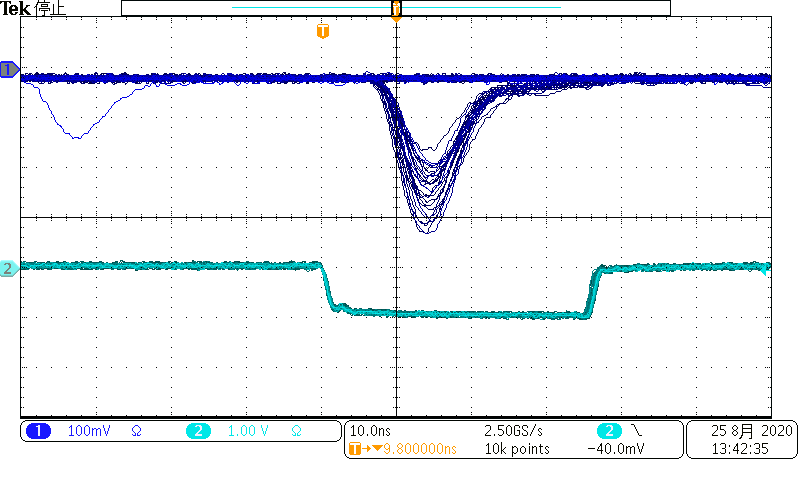 Tek 停止
T
T
1
2
1 100mV Ω 2 1.00 V Ω
10.0ns 2.50GS/s 2
T→▼9.800000ns 10k points −40.0mV
25 8月 2020
13:42:35